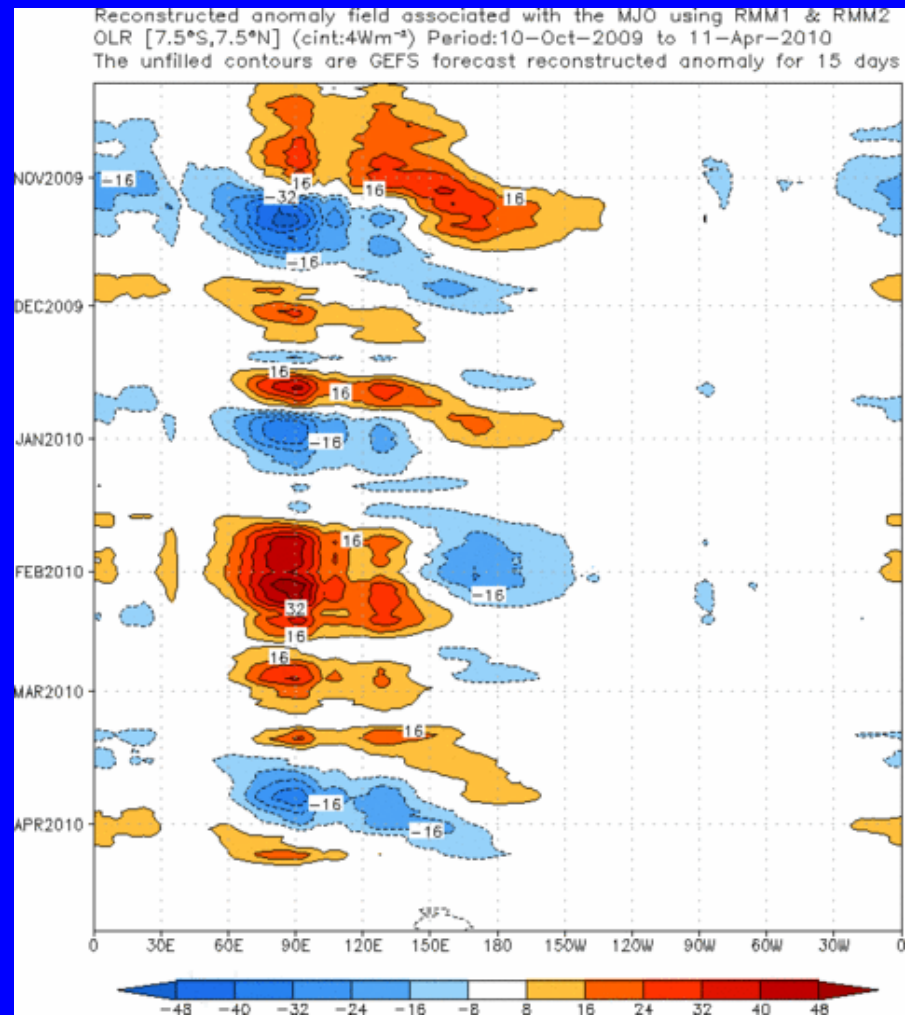 Reconstructed anomaly field associated with the MJO using RMM1 & RMM2
OLR [7.5°S,7.5°N] (cint:4Wm⁻²) Period:10-Oct-2009 to 11-Apr-2010
The unfilled contours are GEFS forecast reconstructed anomaly for 15 days
NOV2009
DEC2009
JAN2010
FEB2010
MAR2010
APR2010
-16
16
16
-32
16
-16
16
16
-16
16
-16
32
16
16
16
-16
-16
0 30E 60E 90E 120E 150E 180 150W 120W 90W 60W 30W 0
-48 -40 -32 -24 -16 -8 8 16 24 32 40 48